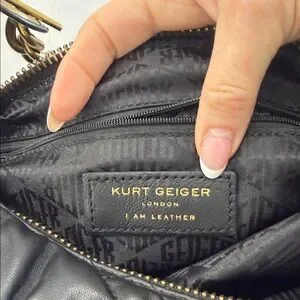 KURT GEIGER
LONDON
I AM LEATHER